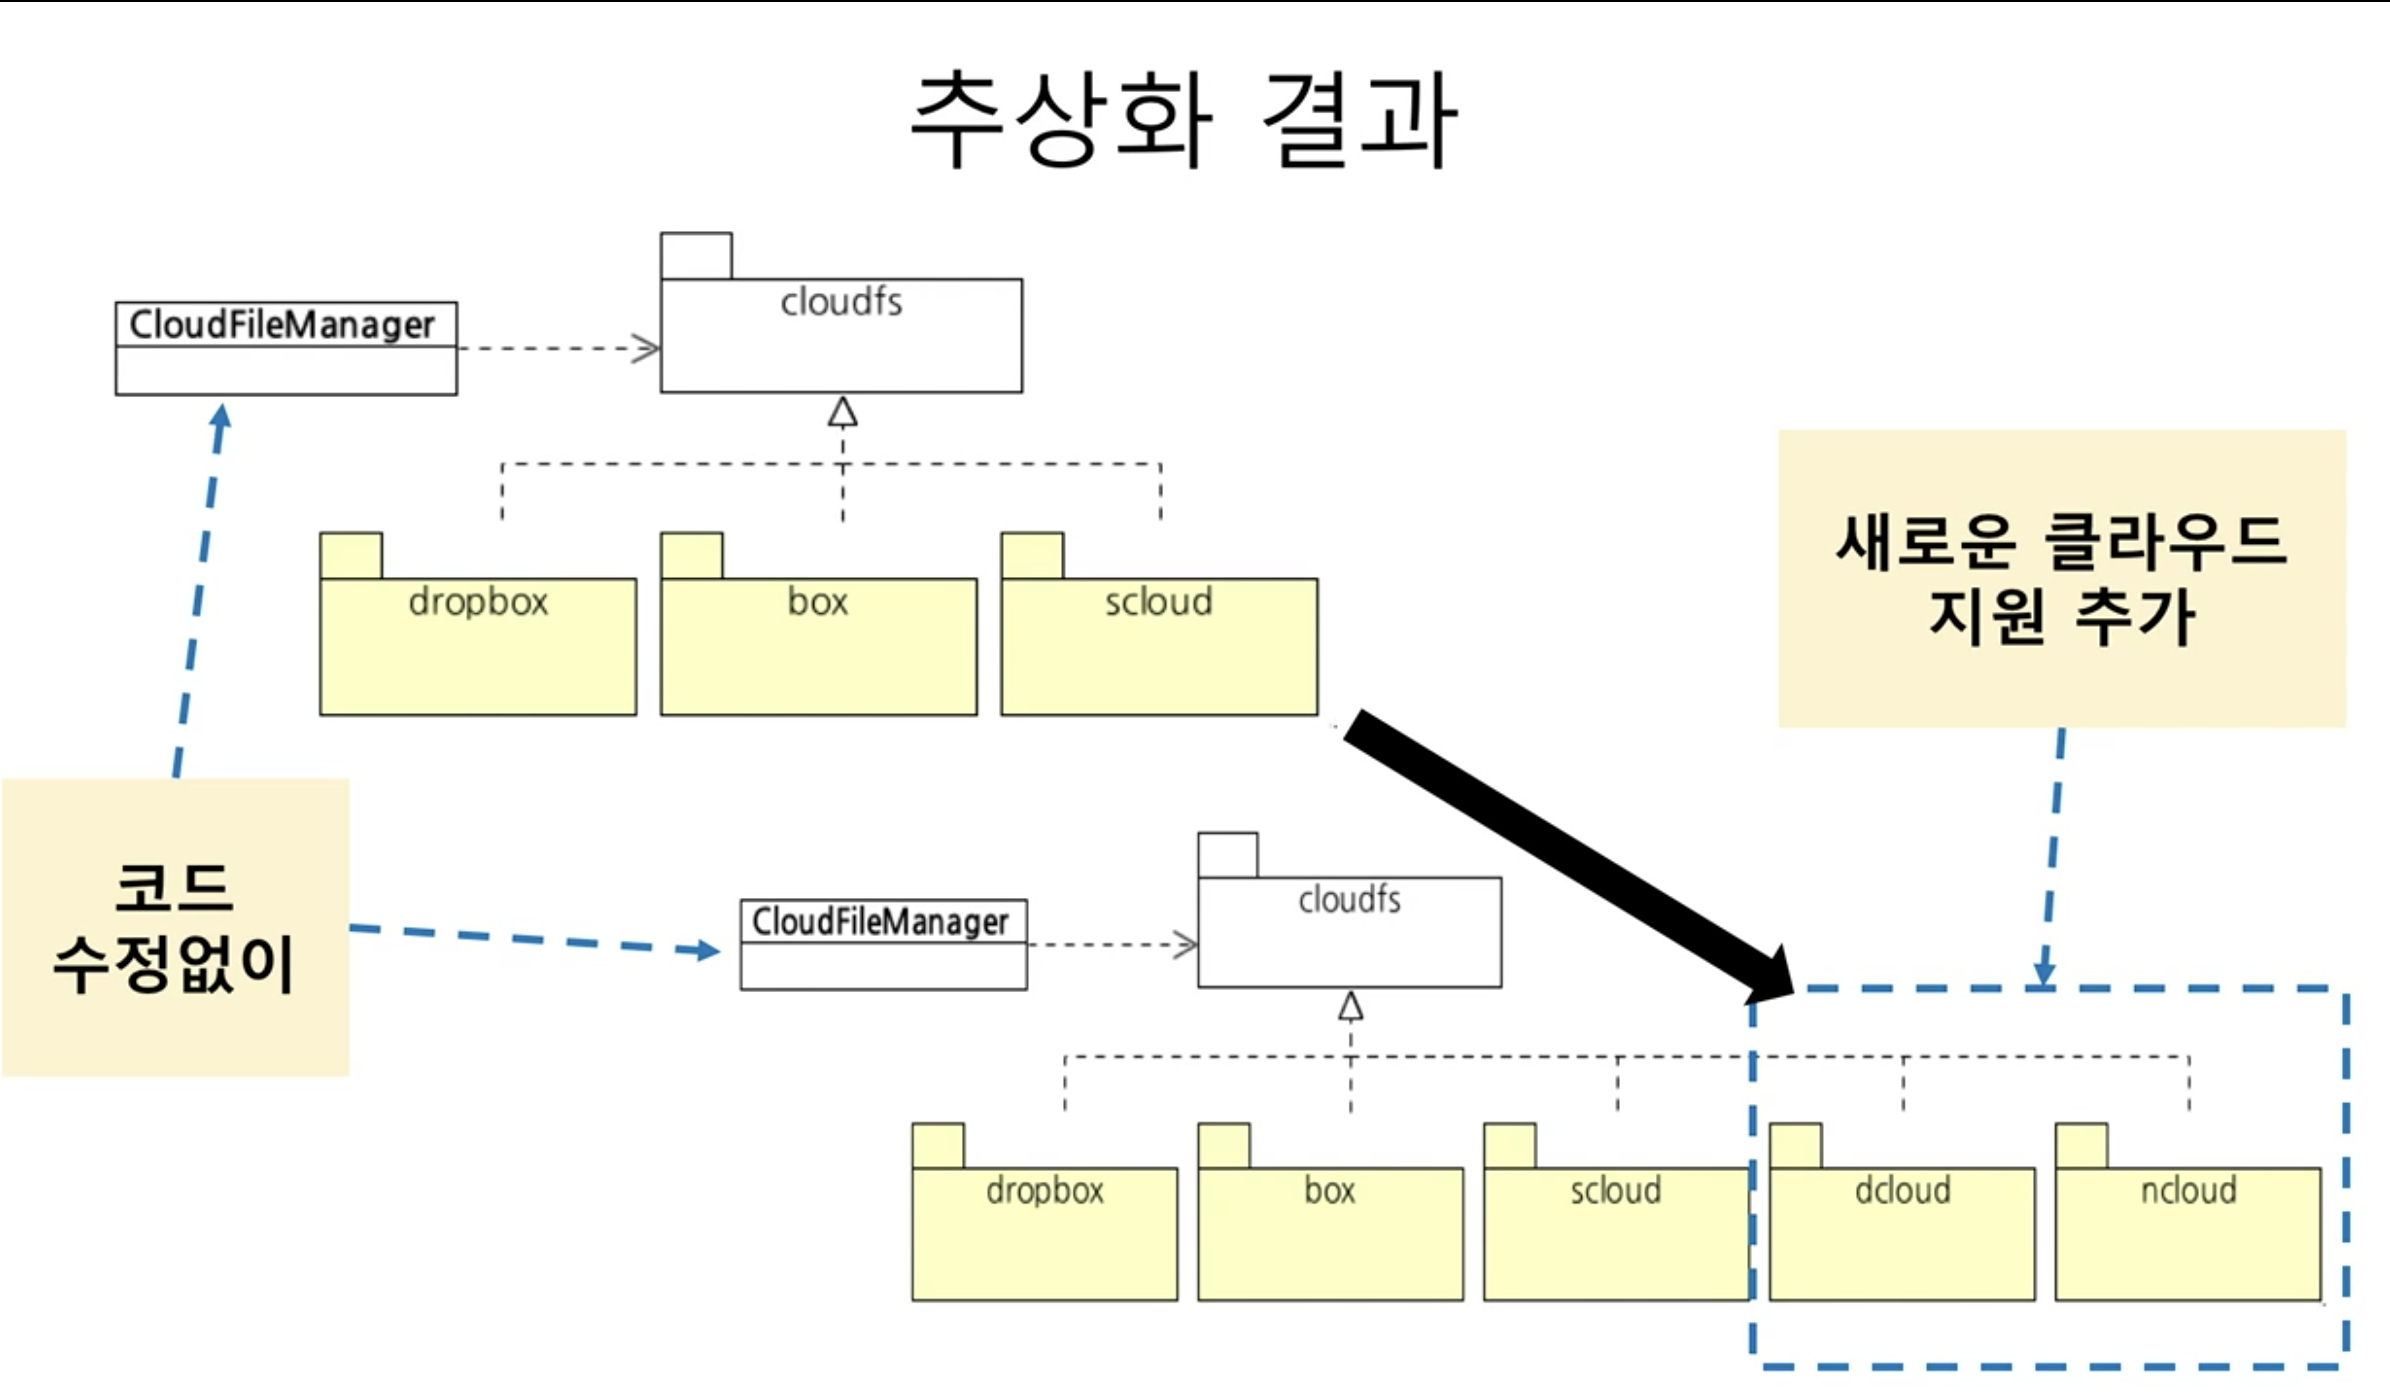 추상화 결과
cloudfs
CloudFileManager
dropbox
box
scloud
새로운 클라우드
지원 추가
코드
수정없이
cloudfs
CloudFileManager
dropbox
box
scloud
dcloud
ncloud